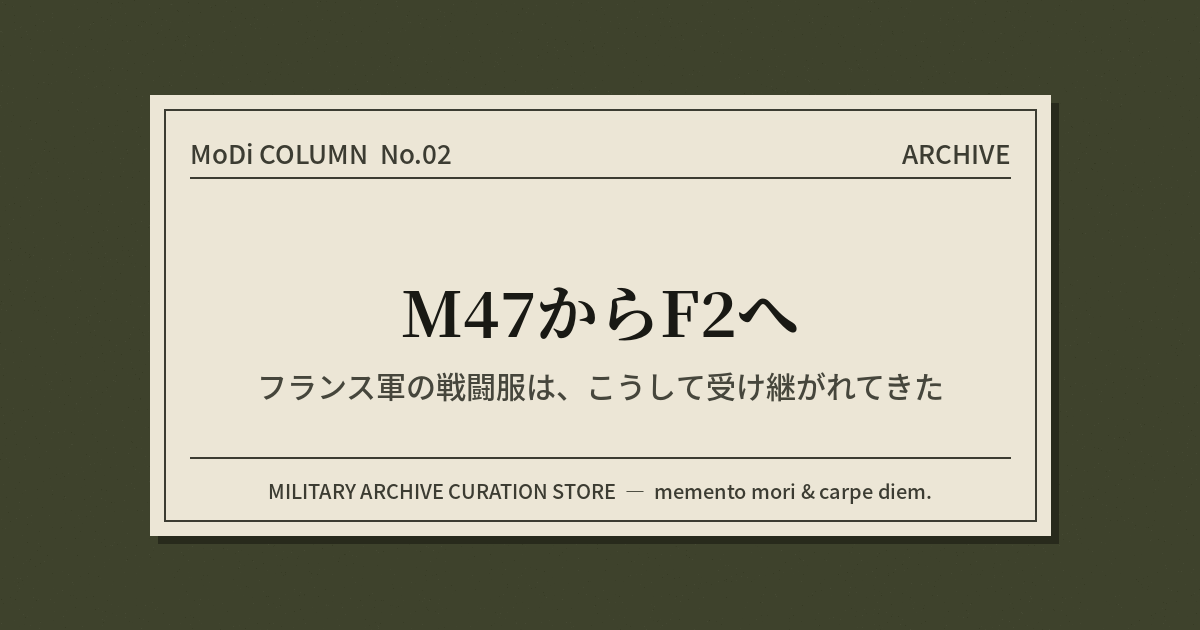 MoDi COLUMN No.02
ARCHIVE
M47からF2へ
フランス軍の戦闘服は、こうして受け継がれてきた
MILITARY ARCHIVE CURATION STORE — memento mori & carpe diem.